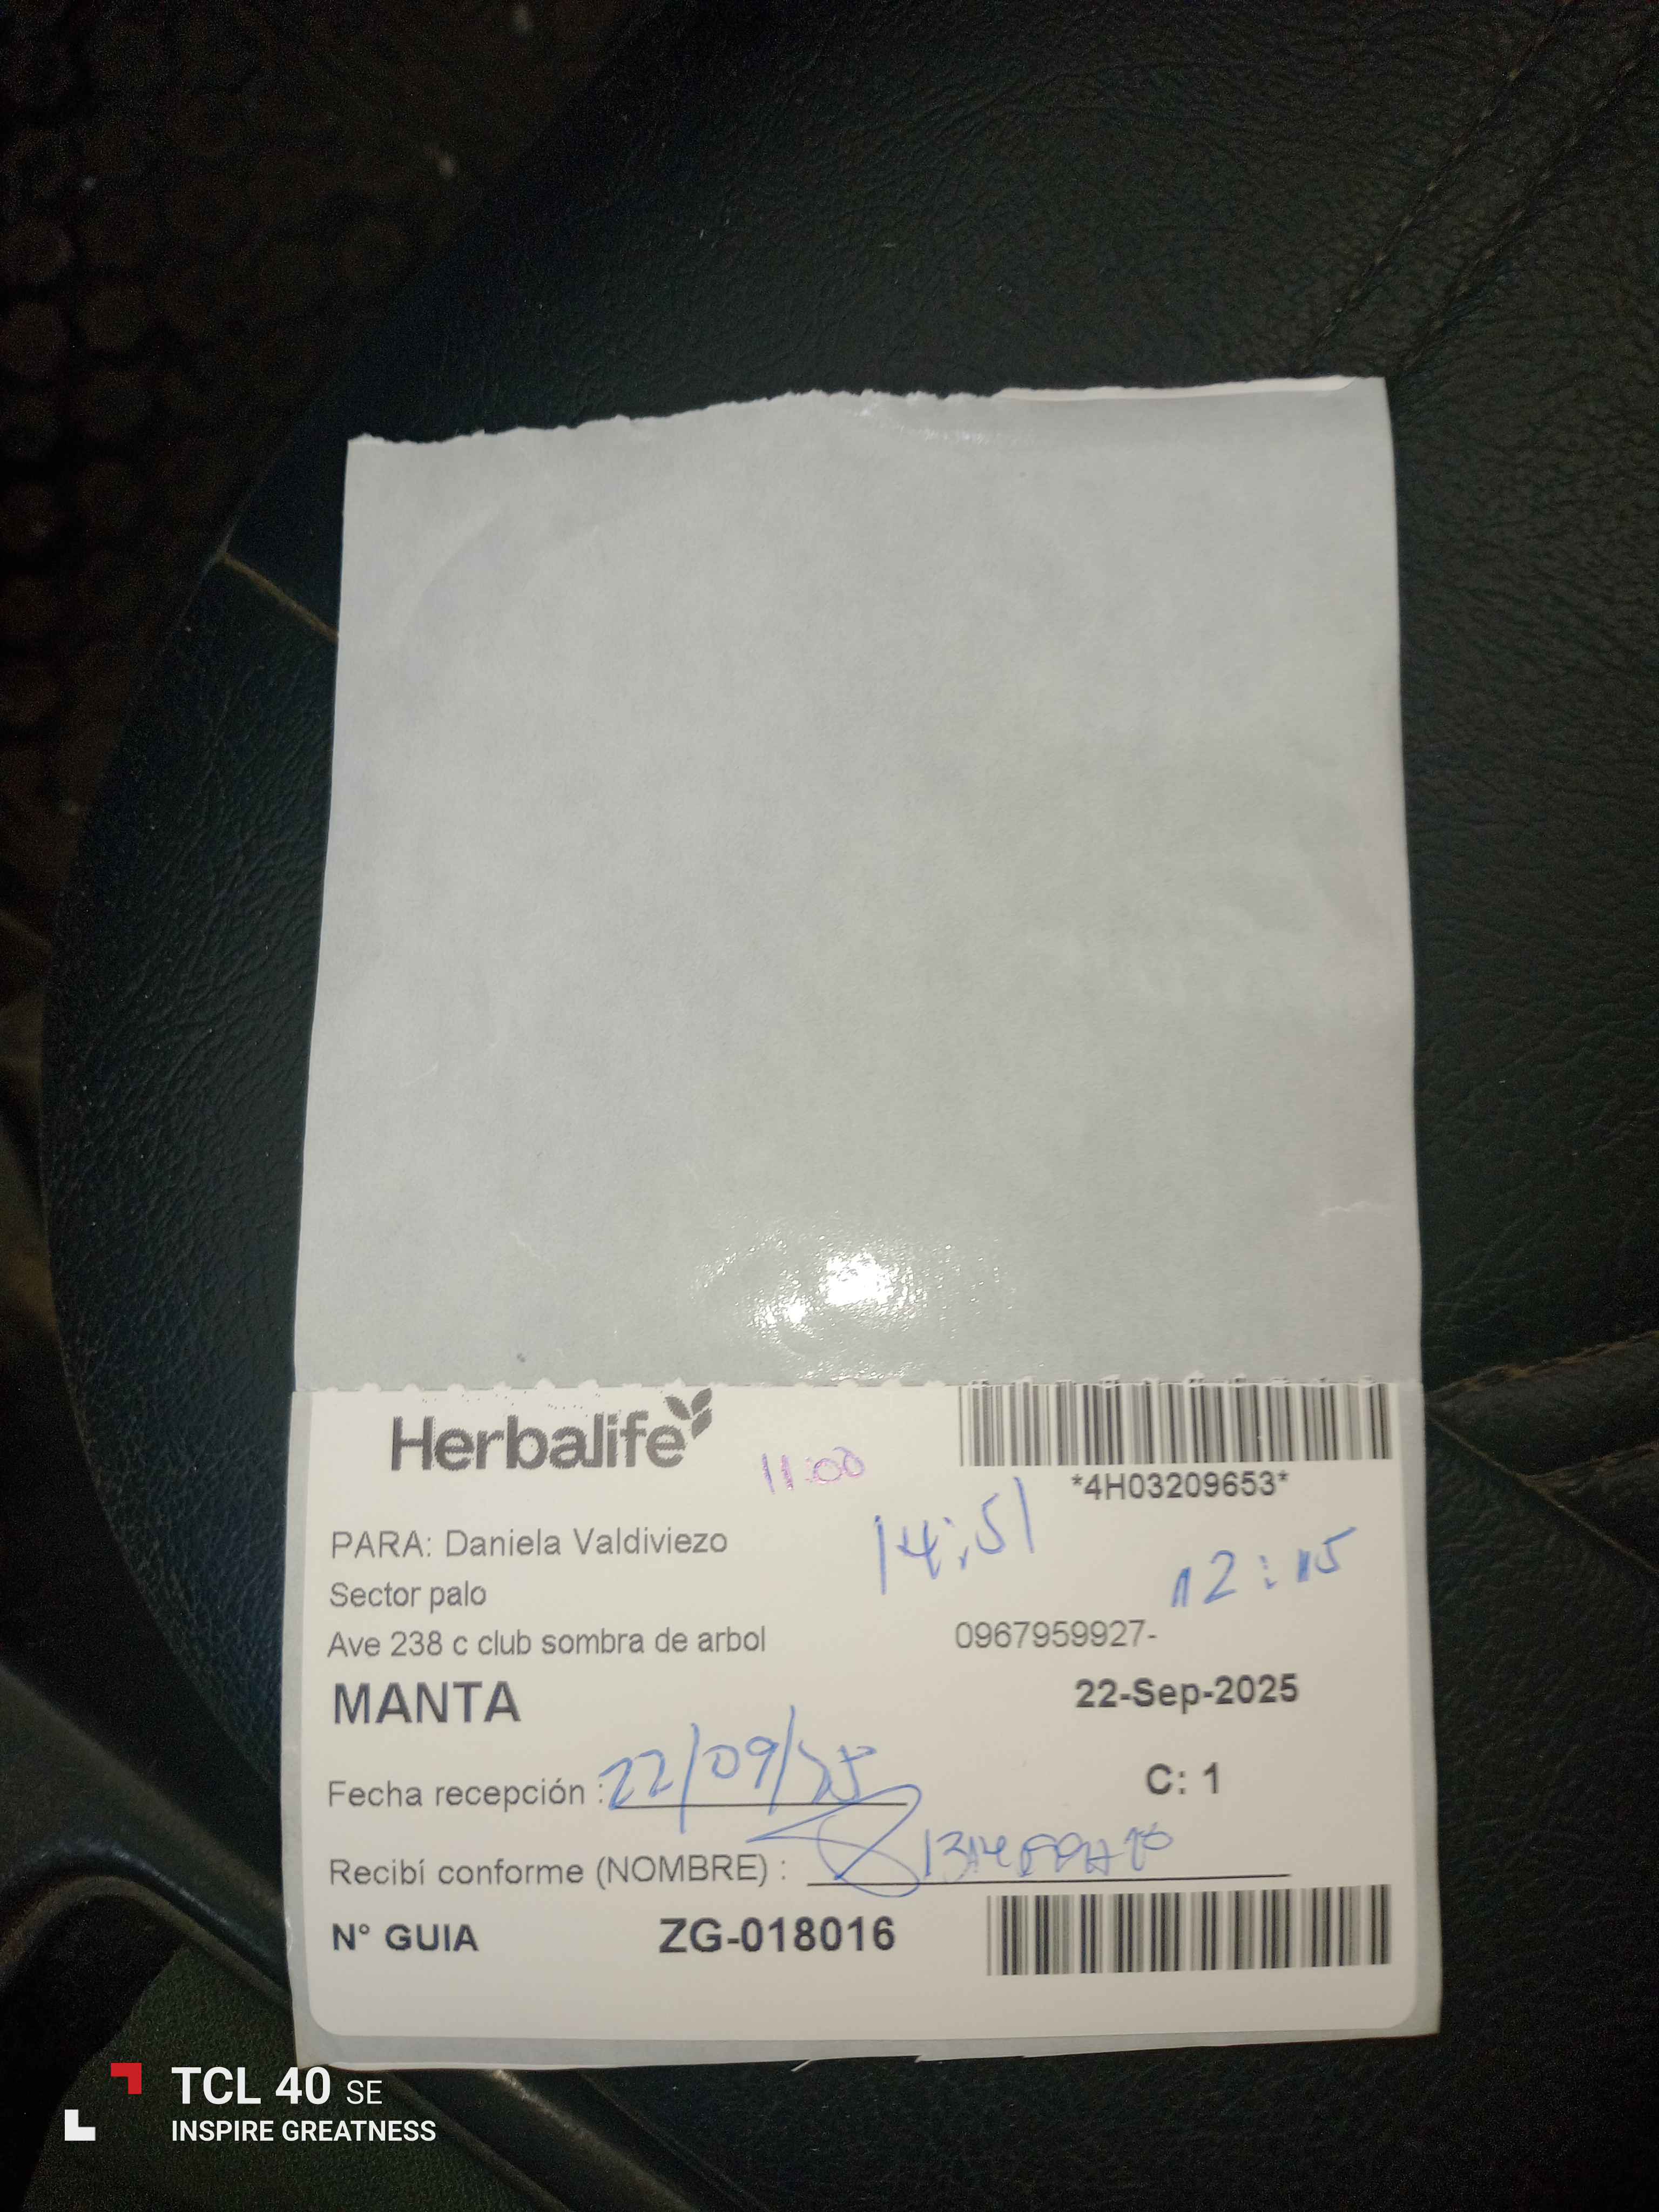 Herbalife
11:00
*4H03209653*
14:51
12:15
PARA: Daniela Valdiviezo
Sector palo
Ave 238 c club sombra de arbol 0967959927-
MANTA 22-Sep-2025
Fecha recepción : 22/09/25
C: 1
Recibí conforme (NOMBRE) :
N° GUIA ZG-018016
TCL 40 SE
INSPIRE GREATNESS